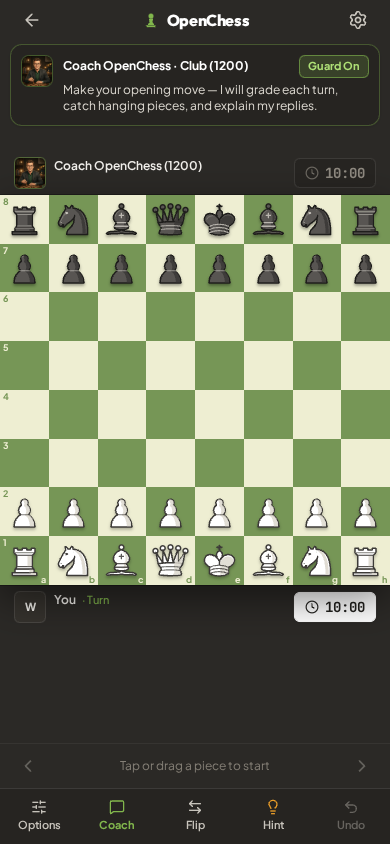 OpenChess
Coach OpenChess · Club (1200)
Guard On
Make your opening move — I will grade each turn,
catch hanging pieces, and explain my replies.
Coach OpenChess (1200)
10:00
8
7
6
5
4
3
2
1
a b c d e f g h
W
You · Turn
10:00
Tap or drag a piece to start
Options Coach Flip Hint Undo